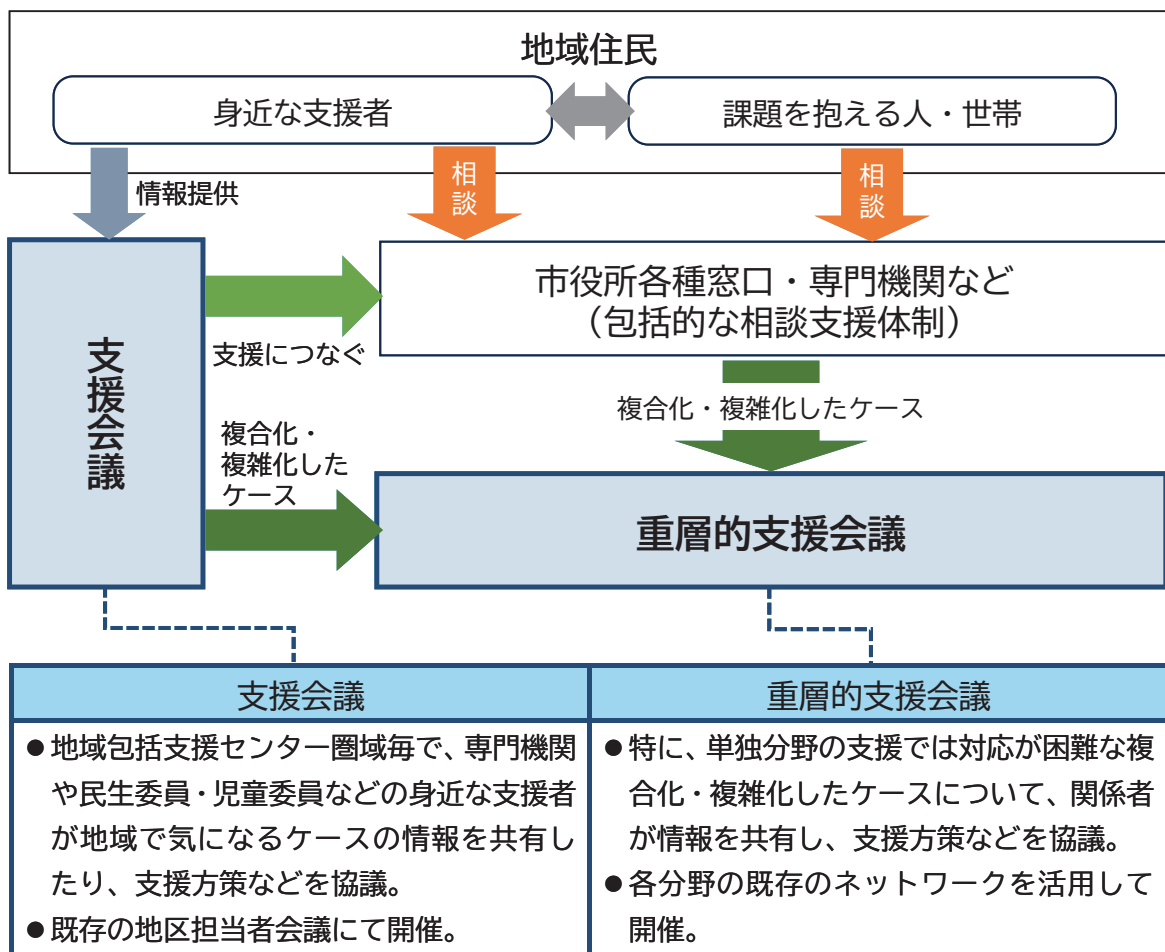 地域住民
身近な支援者
課題を抱える人・世帯
情報提供
相談
相談
支援会議
支援につなぐ
市役所各種窓口・専門機関など
（包括的な相談支援体制）
複合化・複雑化したケース
複合化・
複雑化した
ケース
重層的支援会議
支援会議
●地域包括支援センター圏域毎で、専門機関
や民生委員・児童委員などの身近な支援者
が地域で気になるケースの情報を共有し
たり、支援方策などを協議。
●既存の地区担当者会議にて開催。
重層的支援会議
●特に、単独分野の支援では対応が困難な複
合化・複雑化したケースについて、関係者
が情報を共有し、支援方策などを協議。
●各分野の既存のネットワークを活用して
開催。